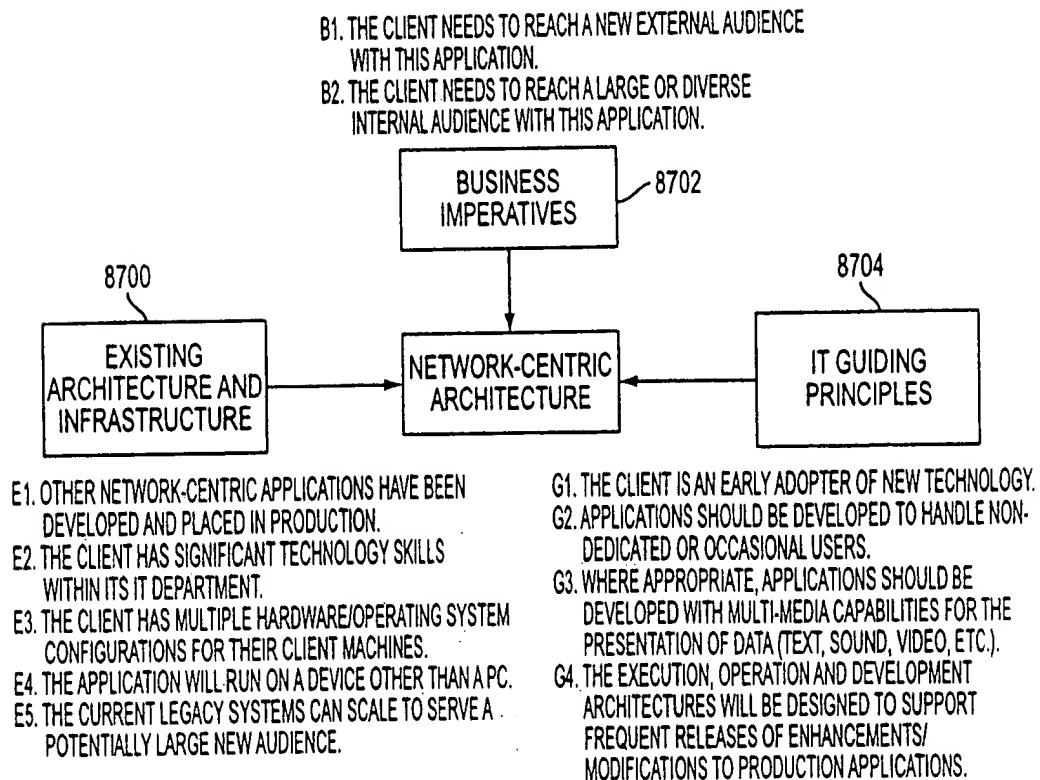 B1. THE CLIENT NEEDS TO REACH A NEW EXTERNAL AUDIENCE
WITH THIS APPLICATION.
B2. THE CLIENT NEEDS TO REACH A LARGE OR DIVERSE
INTERNAL AUDIENCE WITH THIS APPLICATION.
BUSINESS
IMPERATIVES
8702
8700
EXISTING
ARCHITECTURE AND
INFRASTRUCTURE
NETWORK-CENTRIC
ARCHITECTURE
8704
IT GUIDING
PRINCIPLES
E1. OTHER NETWORK-CENTRIC APPLICATIONS HAVE BEEN
DEVELOPED AND PLACED IN PRODUCTION.
E2. THE CLIENT HAS SIGNIFICANT TECHNOLOGY SKILLS
WITHIN ITS IT DEPARTMENT.
E3. THE CLIENT HAS MULTIPLE HARDWARE/OPERATING SYSTEM
CONFIGURATIONS FOR THEIR CLIENT MACHINES.
E4. THE APPLICATION WILL RUN ON A DEVICE OTHER THAN A PC.
E5. THE CURRENT LEGACY SYSTEMS CAN SCALE TO SERVE A
POTENTIALLY LARGE NEW AUDIENCE.
G1. THE CLIENT IS AN EARLY ADOPTER OF NEW TECHNOLOGY.
G2. APPLICATIONS SHOULD BE DEVELOPED TO HANDLE NON-
DEDICATED OR OCCASIONAL USERS.
G3. WHERE APPROPRIATE, APPLICATIONS SHOULD BE
DEVELOPED WITH MULTI-MEDIA CAPABILITIES FOR THE
PRESENTATION OF DATA (TEXT, SOUND, VIDEO, ETC.).
G4. THE EXECUTION, OPERATION AND DEVELOPMENT
ARCHITECTURES WILL BE DESIGNED TO SUPPORT
FREQUENT RELEASES OF ENHANCEMENTS/
MODIFICATIONS TO PRODUCTION APPLICATIONS.